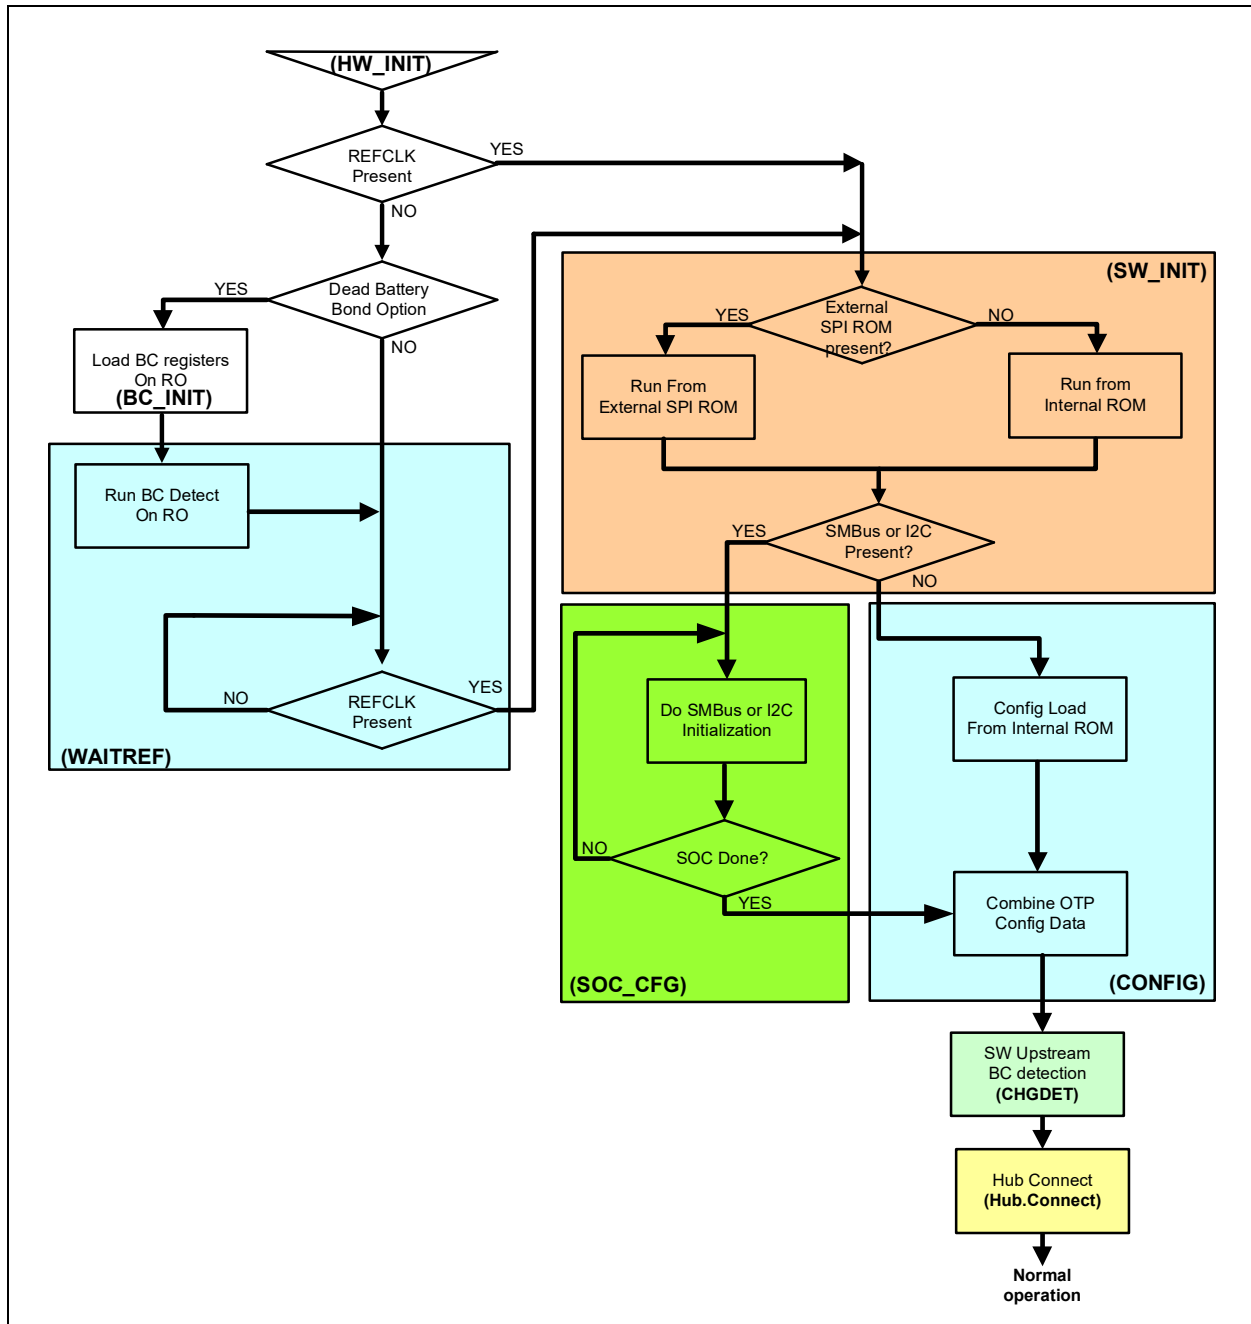 (HW_INIT)
REFCLK
Present
YES
NO
Dead Battery
Bond Option
YES
NO
Load BC registers
On RO
(BC_INIT)
Run BC Detect
On RO
REFCLK
Present
NO
YES
(WAITREF)
(SW_INIT)
External
SPI ROM
present?
YES
NO
Run From
External SPI ROM
Run from
Internal ROM
SMBus or I2C
Present?
YES
NO
Do SMBus or I2C
Initialization
SOC Done?
NO
YES
(SOC_CFG)
Config Load
From Internal ROM
Combine OTP
Config Data
(CONFIG)
SW Upstream
BC detection
(CHGDET)
Hub Connect
(Hub.Connect)
Normal
operation